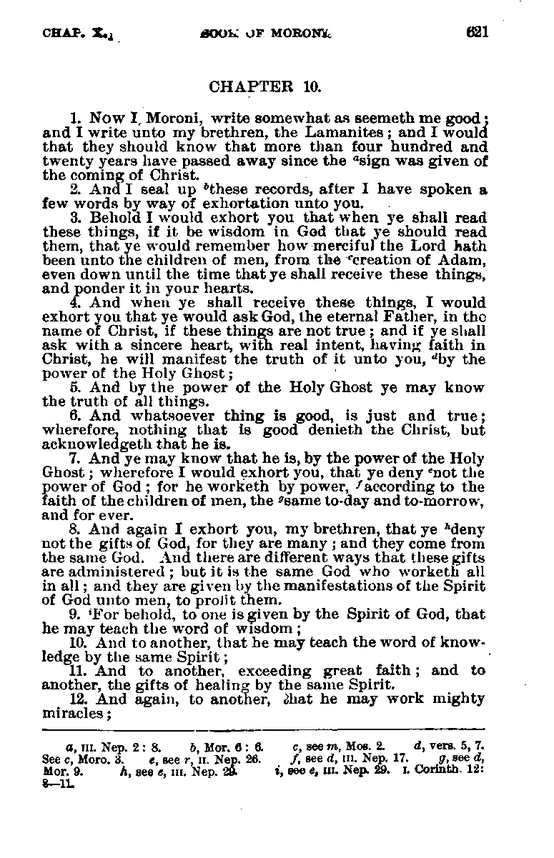 CHAP. X.] BOOK OF MORONI. 621
CHAPTER 10.
1. Now I, Moroni, write somewhat as seemeth me good;
and I write unto my brethren, the Lamanites; and I would
that they should know that more than four hundred and
twenty years have passed away since the ᵃsign was given of
the coming of Christ.
2. And I seal up ᵇthese records, after I have spoken a
few words by way of exhortation unto you.
3. Behold I would exhort you that when ye shall read
these things, if it be wisdom in God that ye should read
them, that ye would remember how merciful the Lord hath
been unto the children of men, from the ᶜcreation of Adam,
even down until the time that ye shall receive these things,
and ponder it in your hearts.
4. And when ye shall receive these things, I would
exhort you that ye would ask God, the eternal Father, in the
name of Christ, if these things are not true; and if ye shall
ask with a sincere heart, with real intent, having faith in
Christ, he will manifest the truth of it unto you, ᵈby the
power of the Holy Ghost;
5. And by the power of the Holy Ghost ye may know
the truth of all things.
6. And whatsoever thing is good, is just and true;
wherefore, nothing that is good denieth the Christ, but
acknowledgeth that he is.
7. And ye may know that he is, by the power of the Holy
Ghost; wherefore I would exhort you, that ye deny ᵉnot the
power of God; for he worketh by power, ᶠaccording to the
faith of the children of men, the ᵍsame to-day and to-morrow,
and for ever.
8. And again I exhort you, my brethren, that ye ʰdeny
not the gifts of God, for they are many; and they come from
the same God. And there are different ways that these gifts
are administered; but it is the same God who worketh all
in all; and they are given by the manifestations of the Spirit
of God unto men, to profit them.
9. ⁱFor behold, to one is given by the Spirit of God, that
he may teach the word of wisdom;
10. And to another, that he may teach the word of know-
ledge by the same Spirit;
11. And to another, exceeding great faith; and to
another, the gifts of healing by the same Spirit.
12. And again, to another, that he may work mighty
miracles;
a, III. Nep. 2: 8. b, Mor. 6: 6. c, see m, Mos. 2. d, vers. 5, 7.
See c, Moro. 3. e, see r, II. Nep. 26. f, see d, III. Nep. 17. g, see d,
Mor. 9. h, see e, III. Nep. 29. i, see e, III. Nep. 29. I. Corinth. 12:
8—11.